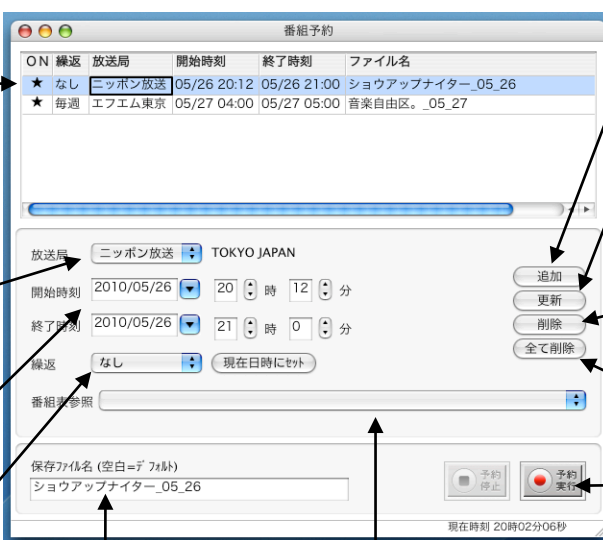 番組予約
ON 繰返 放送局 開始時刻 終了時刻 ファイル名
★ なし ニッポン放送 05/26 20:12 05/26 21:00 ショウアップナイター_05_26
★ 毎週 エフエム東京 05/27 04:00 05/27 05:00 音楽自由区。_05_27
放送局 ニッポン放送 TOKYO JAPAN
追加
開始時刻 2010/05/26 20 時 12 分
更新
終了時刻 2010/05/26 21 時 0 分
削除
全て削除
繰返 なし 現在日時にｾｯﾄ
番組表参照
保存ﾌｧｲﾙ名 (空白=ﾃﾞﾌｫﾙﾄ)
ショウアップナイター_05_26
予約停止
予約実行
現在時刻 20時02分06秒